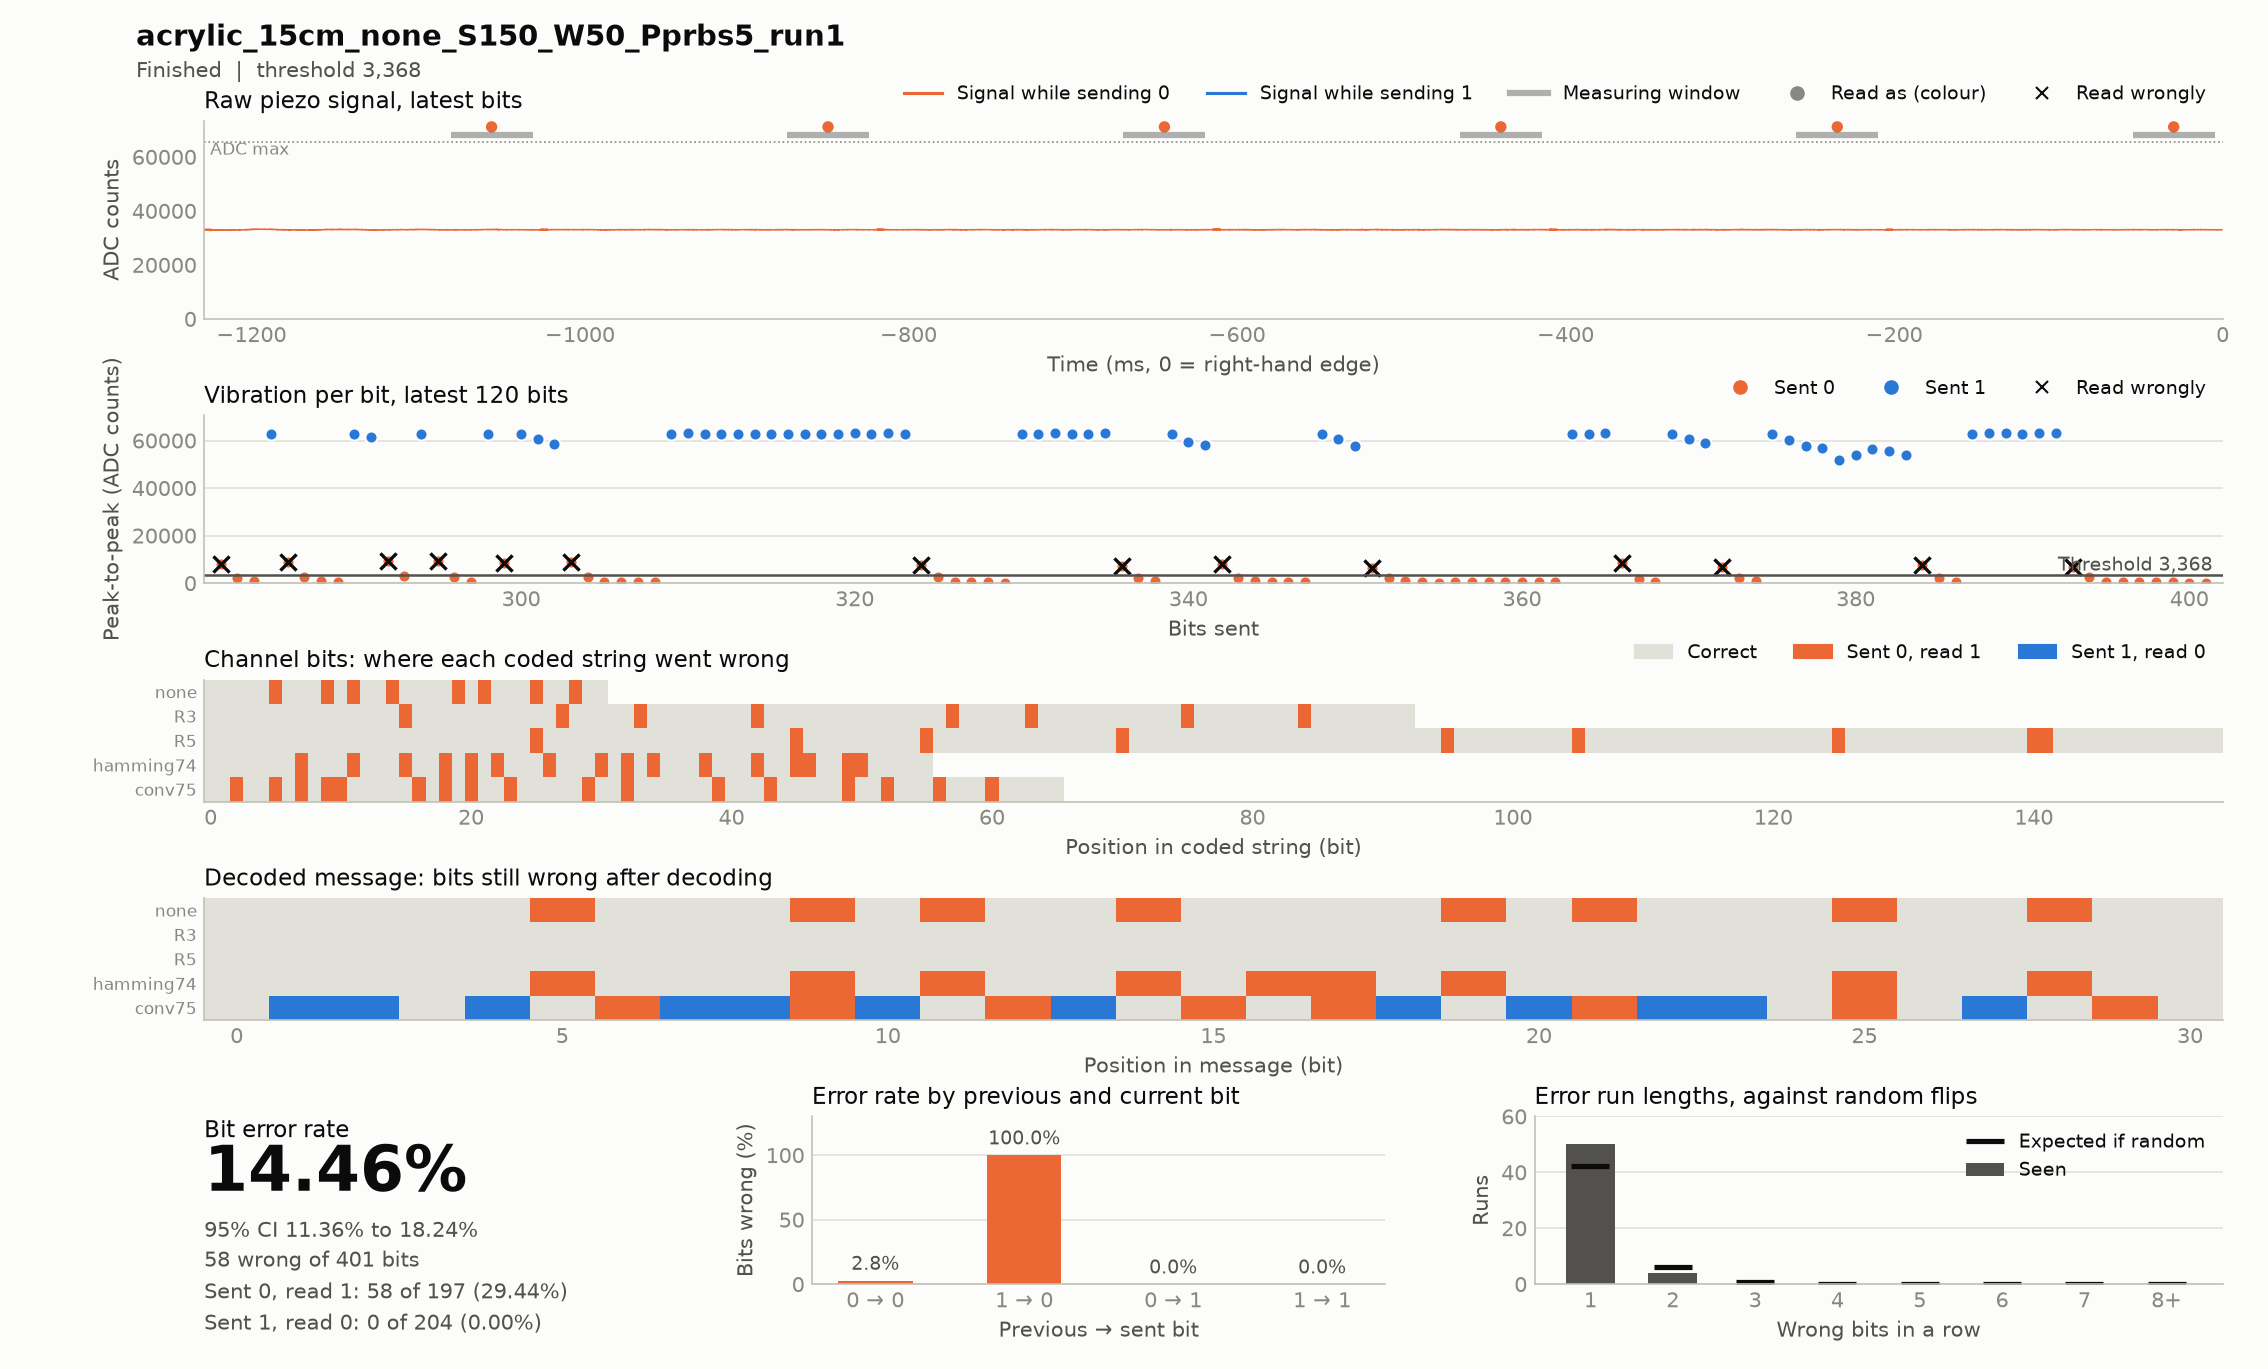 acrylic_15cm_none_S150_W50_Pprbs5_run1
Finished | threshold 3,368
Raw piezo signal, latest bits
Signal while sending 0
Signal while sending 1
Measuring window
Read as (colour)
Read wrongly
ADC max
ADC counts
60000
40000
20000
0
−1200
−1000
−800
−600
−400
−200
0
Time (ms, 0 = right-hand edge)
Vibration per bit, latest 120 bits
Sent 0
Sent 1
Read wrongly
Peak-to-peak (ADC counts)
60000
40000
20000
0
Threshold 3,368
300
320
340
360
380
400
Bits sent
Channel bits: where each coded string went wrong
Correct
Sent 0, read 1
Sent 1, read 0
none
R3
R5
hamming74
conv75
0
20
40
60
80
100
120
140
Position in coded string (bit)
Decoded message: bits still wrong after decoding
none
R3
R5
hamming74
conv75
0
5
10
15
20
25
30
Position in message (bit)
Bit error rate
14.46%
95% CI 11.36% to 18.24%
58 wrong of 401 bits
Sent 0, read 1: 58 of 197 (29.44%)
Sent 1, read 0: 0 of 204 (0.00%)
Error rate by previous and current bit
Bits wrong (%)
100
50
0
2.8%
100.0%
0.0%
0.0%
0 → 0
1 → 0
0 → 1
1 → 1
Previous → sent bit
Error run lengths, against random flips
Expected if random
Seen
Runs
60
40
20
0
1
2
3
4
5
6
7
8+
Wrong bits in a row